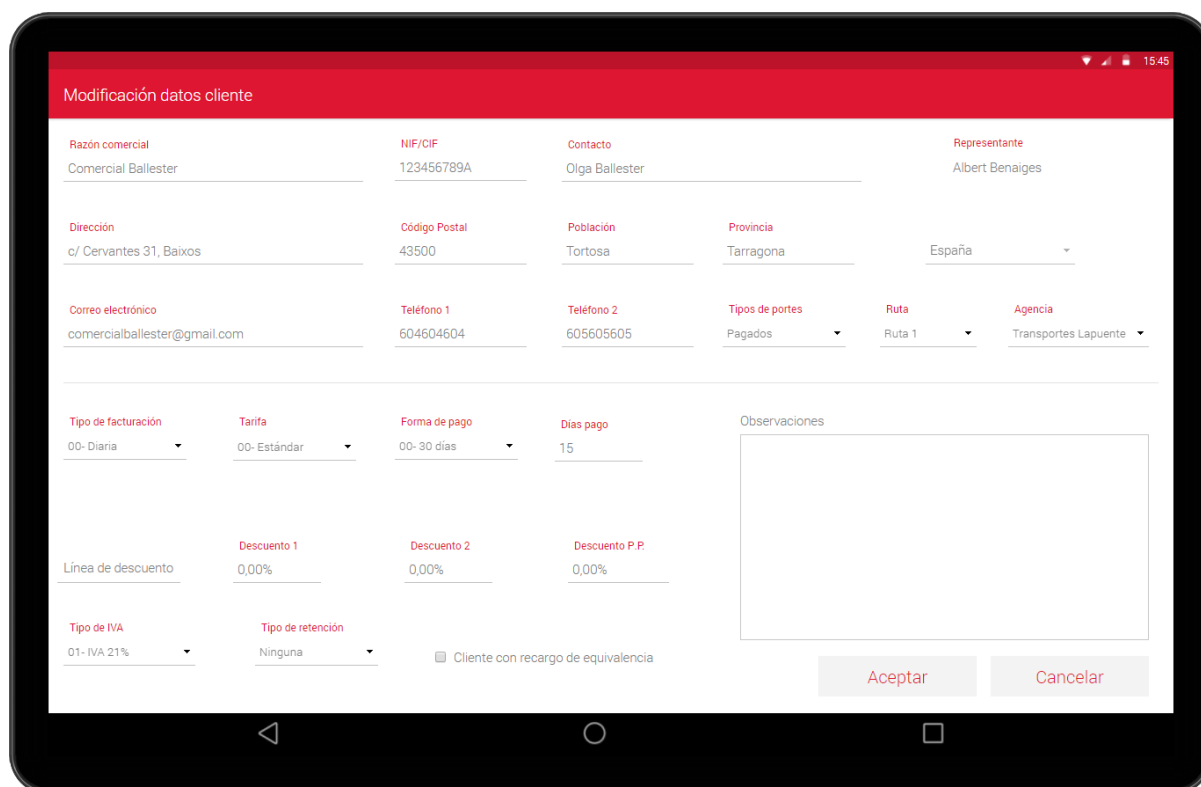 15:45
Modificación datos cliente
Razón comercial NIF/CIF Contacto Representante
Comercial Ballester 123456789A Olga Ballester Albert Benaiges
Dirección Código Postal Población Provincia
c/ Cervantes 31, Baixos 43500 Tortosa Tarragona España
Correo electrónico Teléfono 1 Teléfono 2 Tipos de portes Ruta Agencia
comercialballester@gmail.com 604604604 605605605 Pagados Ruta 1 Transportes Lapuente
Tipo de facturación Tarifa Forma de pago Días pago Observaciones
00- Diaria 00- Estándar 00- 30 días 15
Descuento 1 Descuento 2 Descuento P.P.
Línea de descuento 0,00% 0,00% 0,00%
Tipo de IVA Tipo de retención
01- IVA 21% Ninguna Cliente con recargo de equivalencia
Aceptar Cancelar